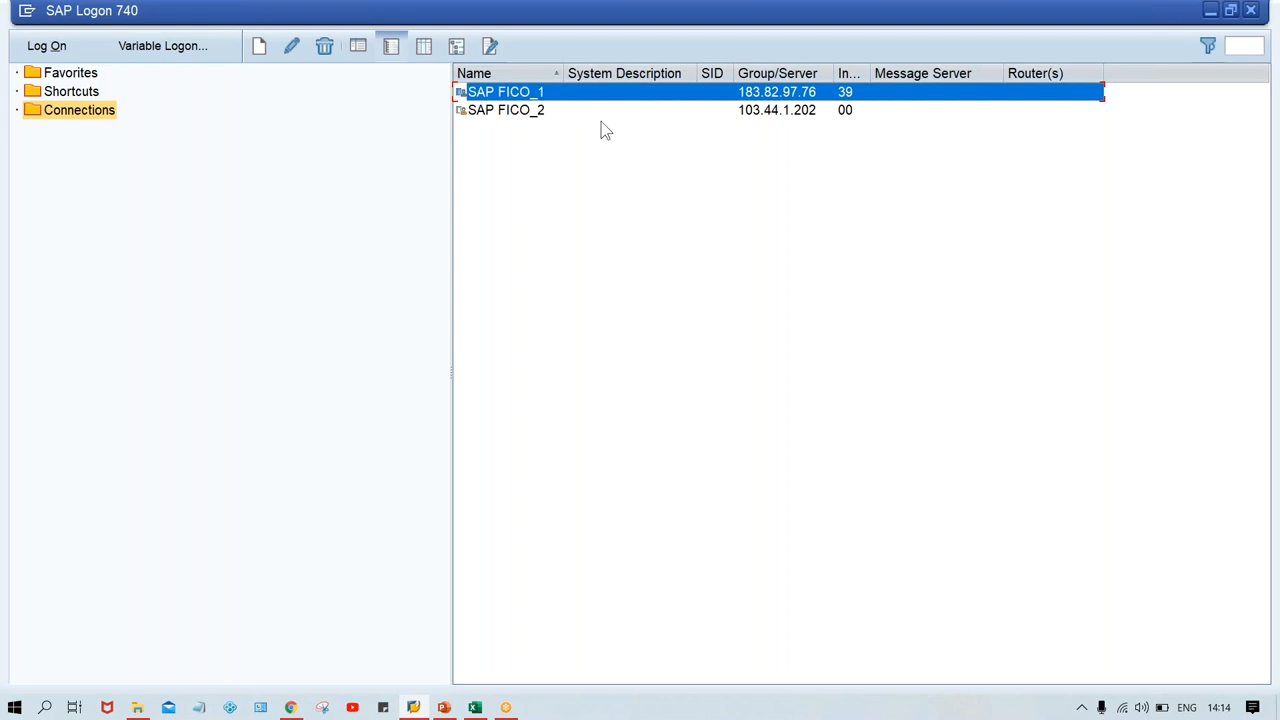 SAP Logon 740
Log On Variable Logon...
Favorites
Shortcuts
Connections
Name System Description SID Group/Server In... Message Server Router(s)
SAP FICO_1 183.82.97.76 39
SAP FICO_2 103.44.1.202 00
ENG 14:14